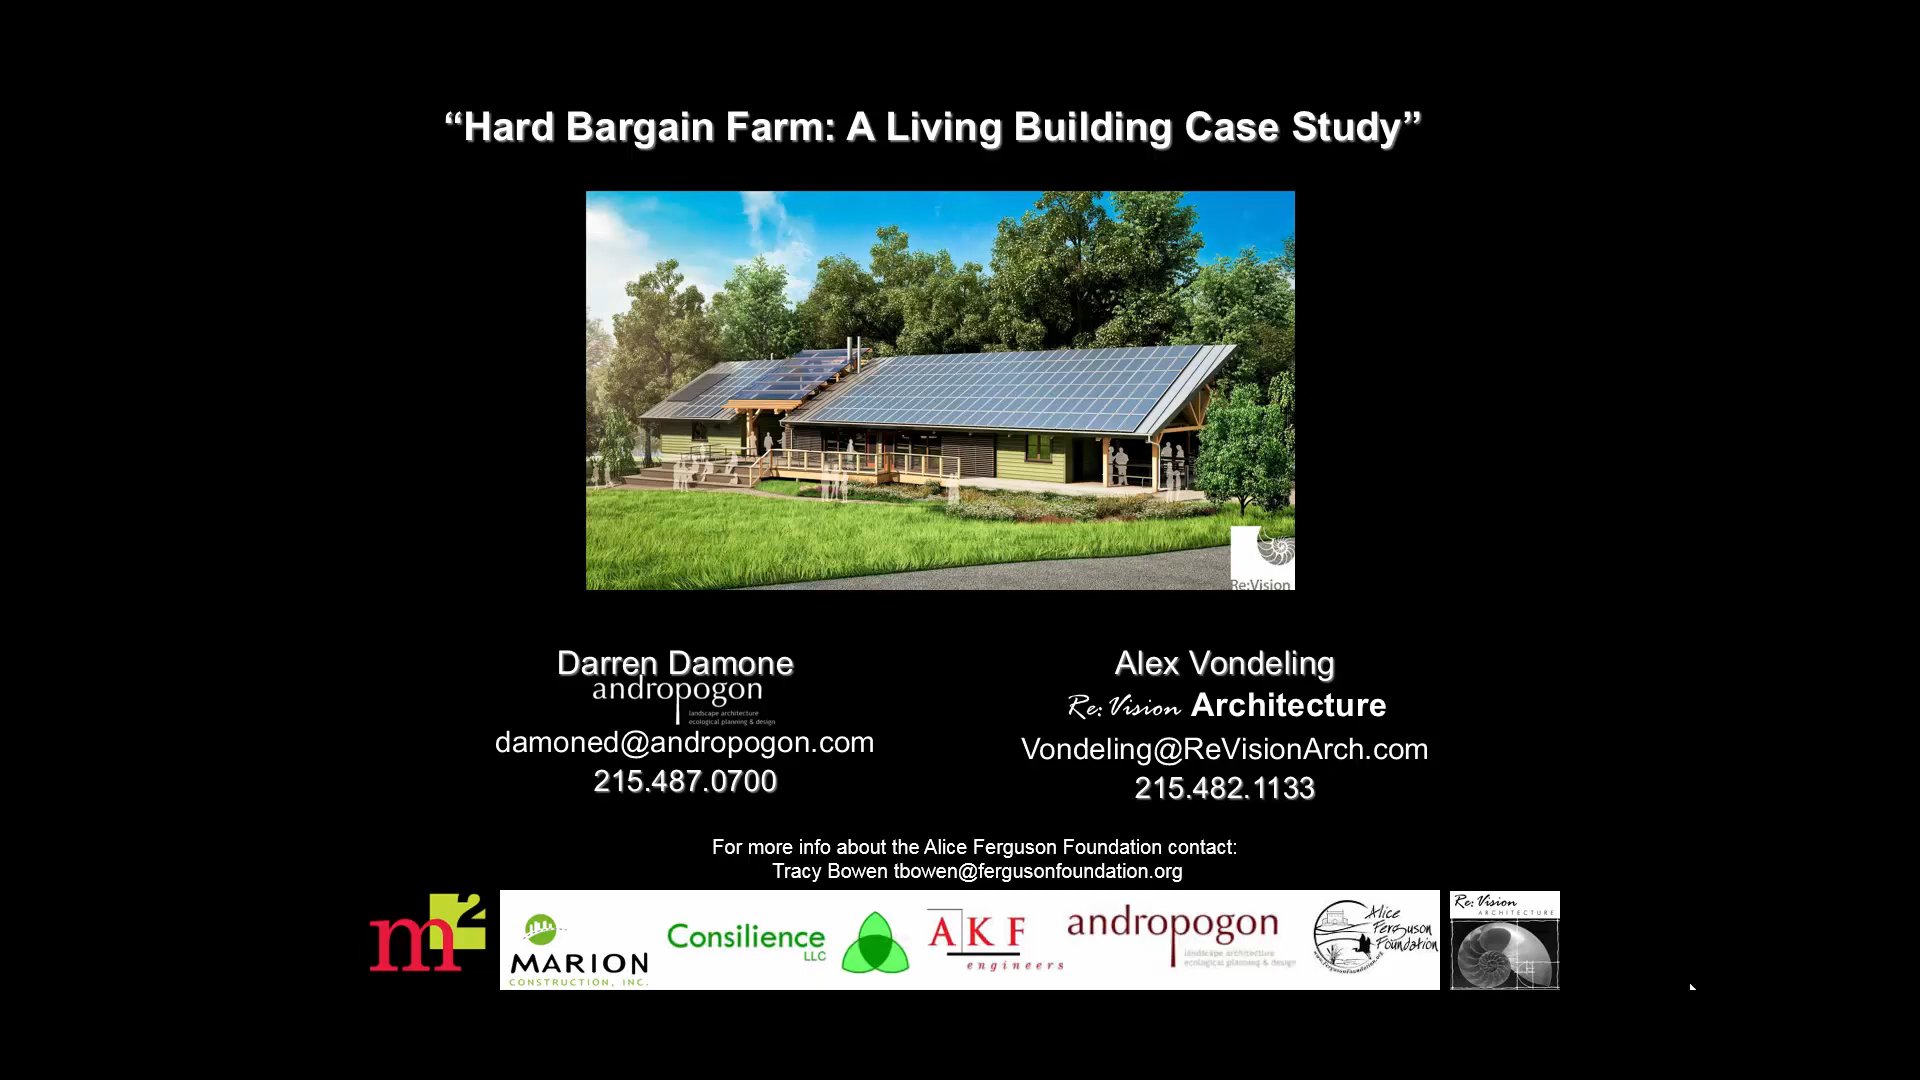 “Hard Bargain Farm: A Living Building Case Study”
Re:Vision
Darren Damone
andropogon
landscape architecture
ecological planning & design
damoned@andropogon.com
215.487.0700
Alex Vondeling
Re:Vision Architecture
Vondeling@ReVisionArch.com
215.482.1133
For more info about the Alice Ferguson Foundation contact:
Tracy Bowen tbowen@fergusonfoundation.org
m2
MARION
CONSTRUCTION, INC.
Consilience
LLC
AKF
engineers
andropogon
landscape architecture
ecological planning & design
Alice
Ferguson
Foundation
www.fergusonfoundation.org
Re:Vision
ARCHITECTURE